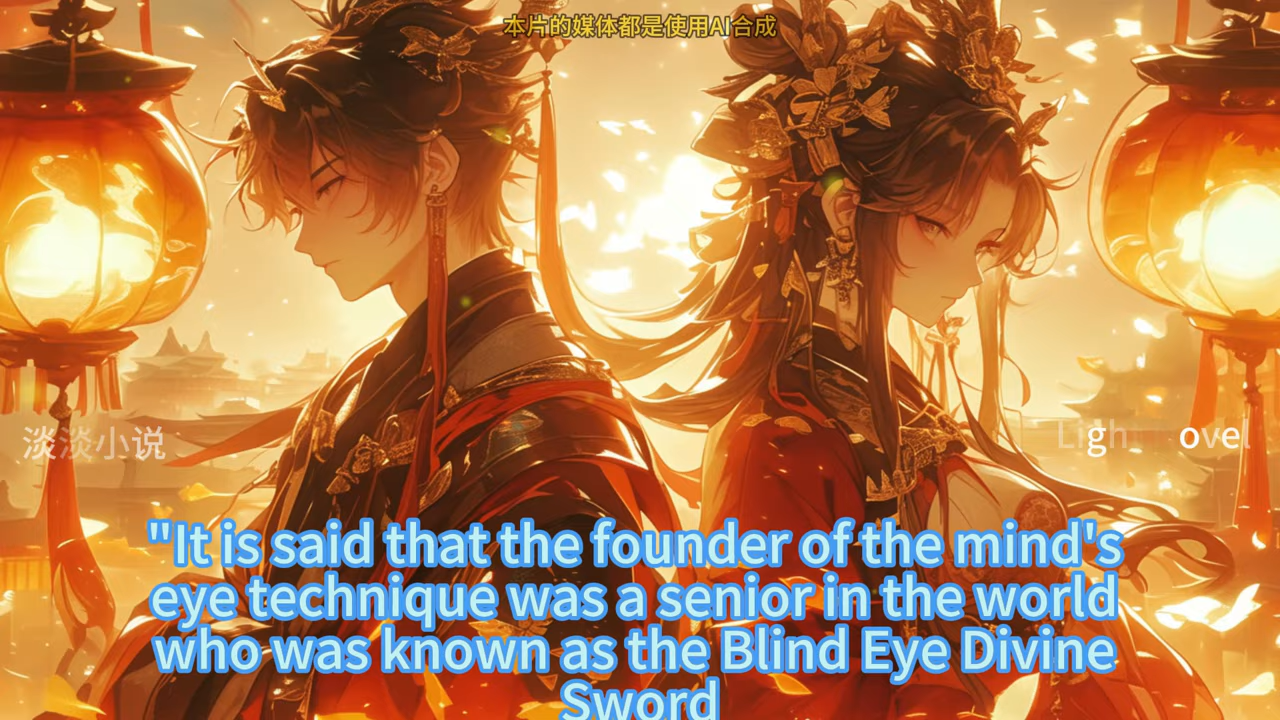 本片的媒体都是使用AI合成
淡淡小说
Ligh ovel
"It is said that the founder of the mind's
eye technique was a senior in the world
who was known as the Blind Eye Divine
Sword